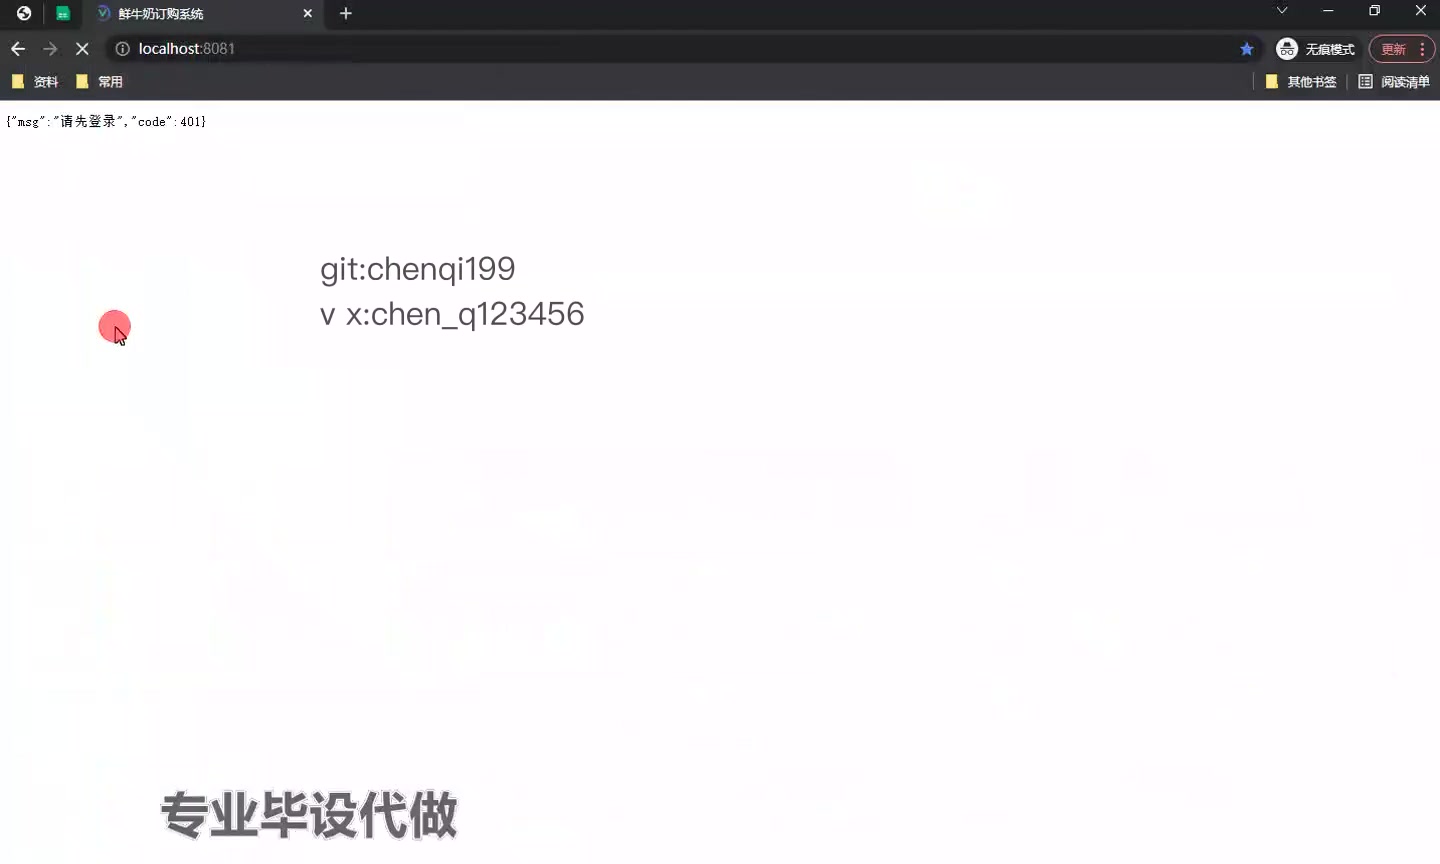 鲜牛奶订购系统
localhost:8081
无痕模式
更新
资料
常用
其他书签
阅读清单
{"msg":"请先登录","code":401}
git:chenqi199
v x:chen_q123456
专业毕设代做